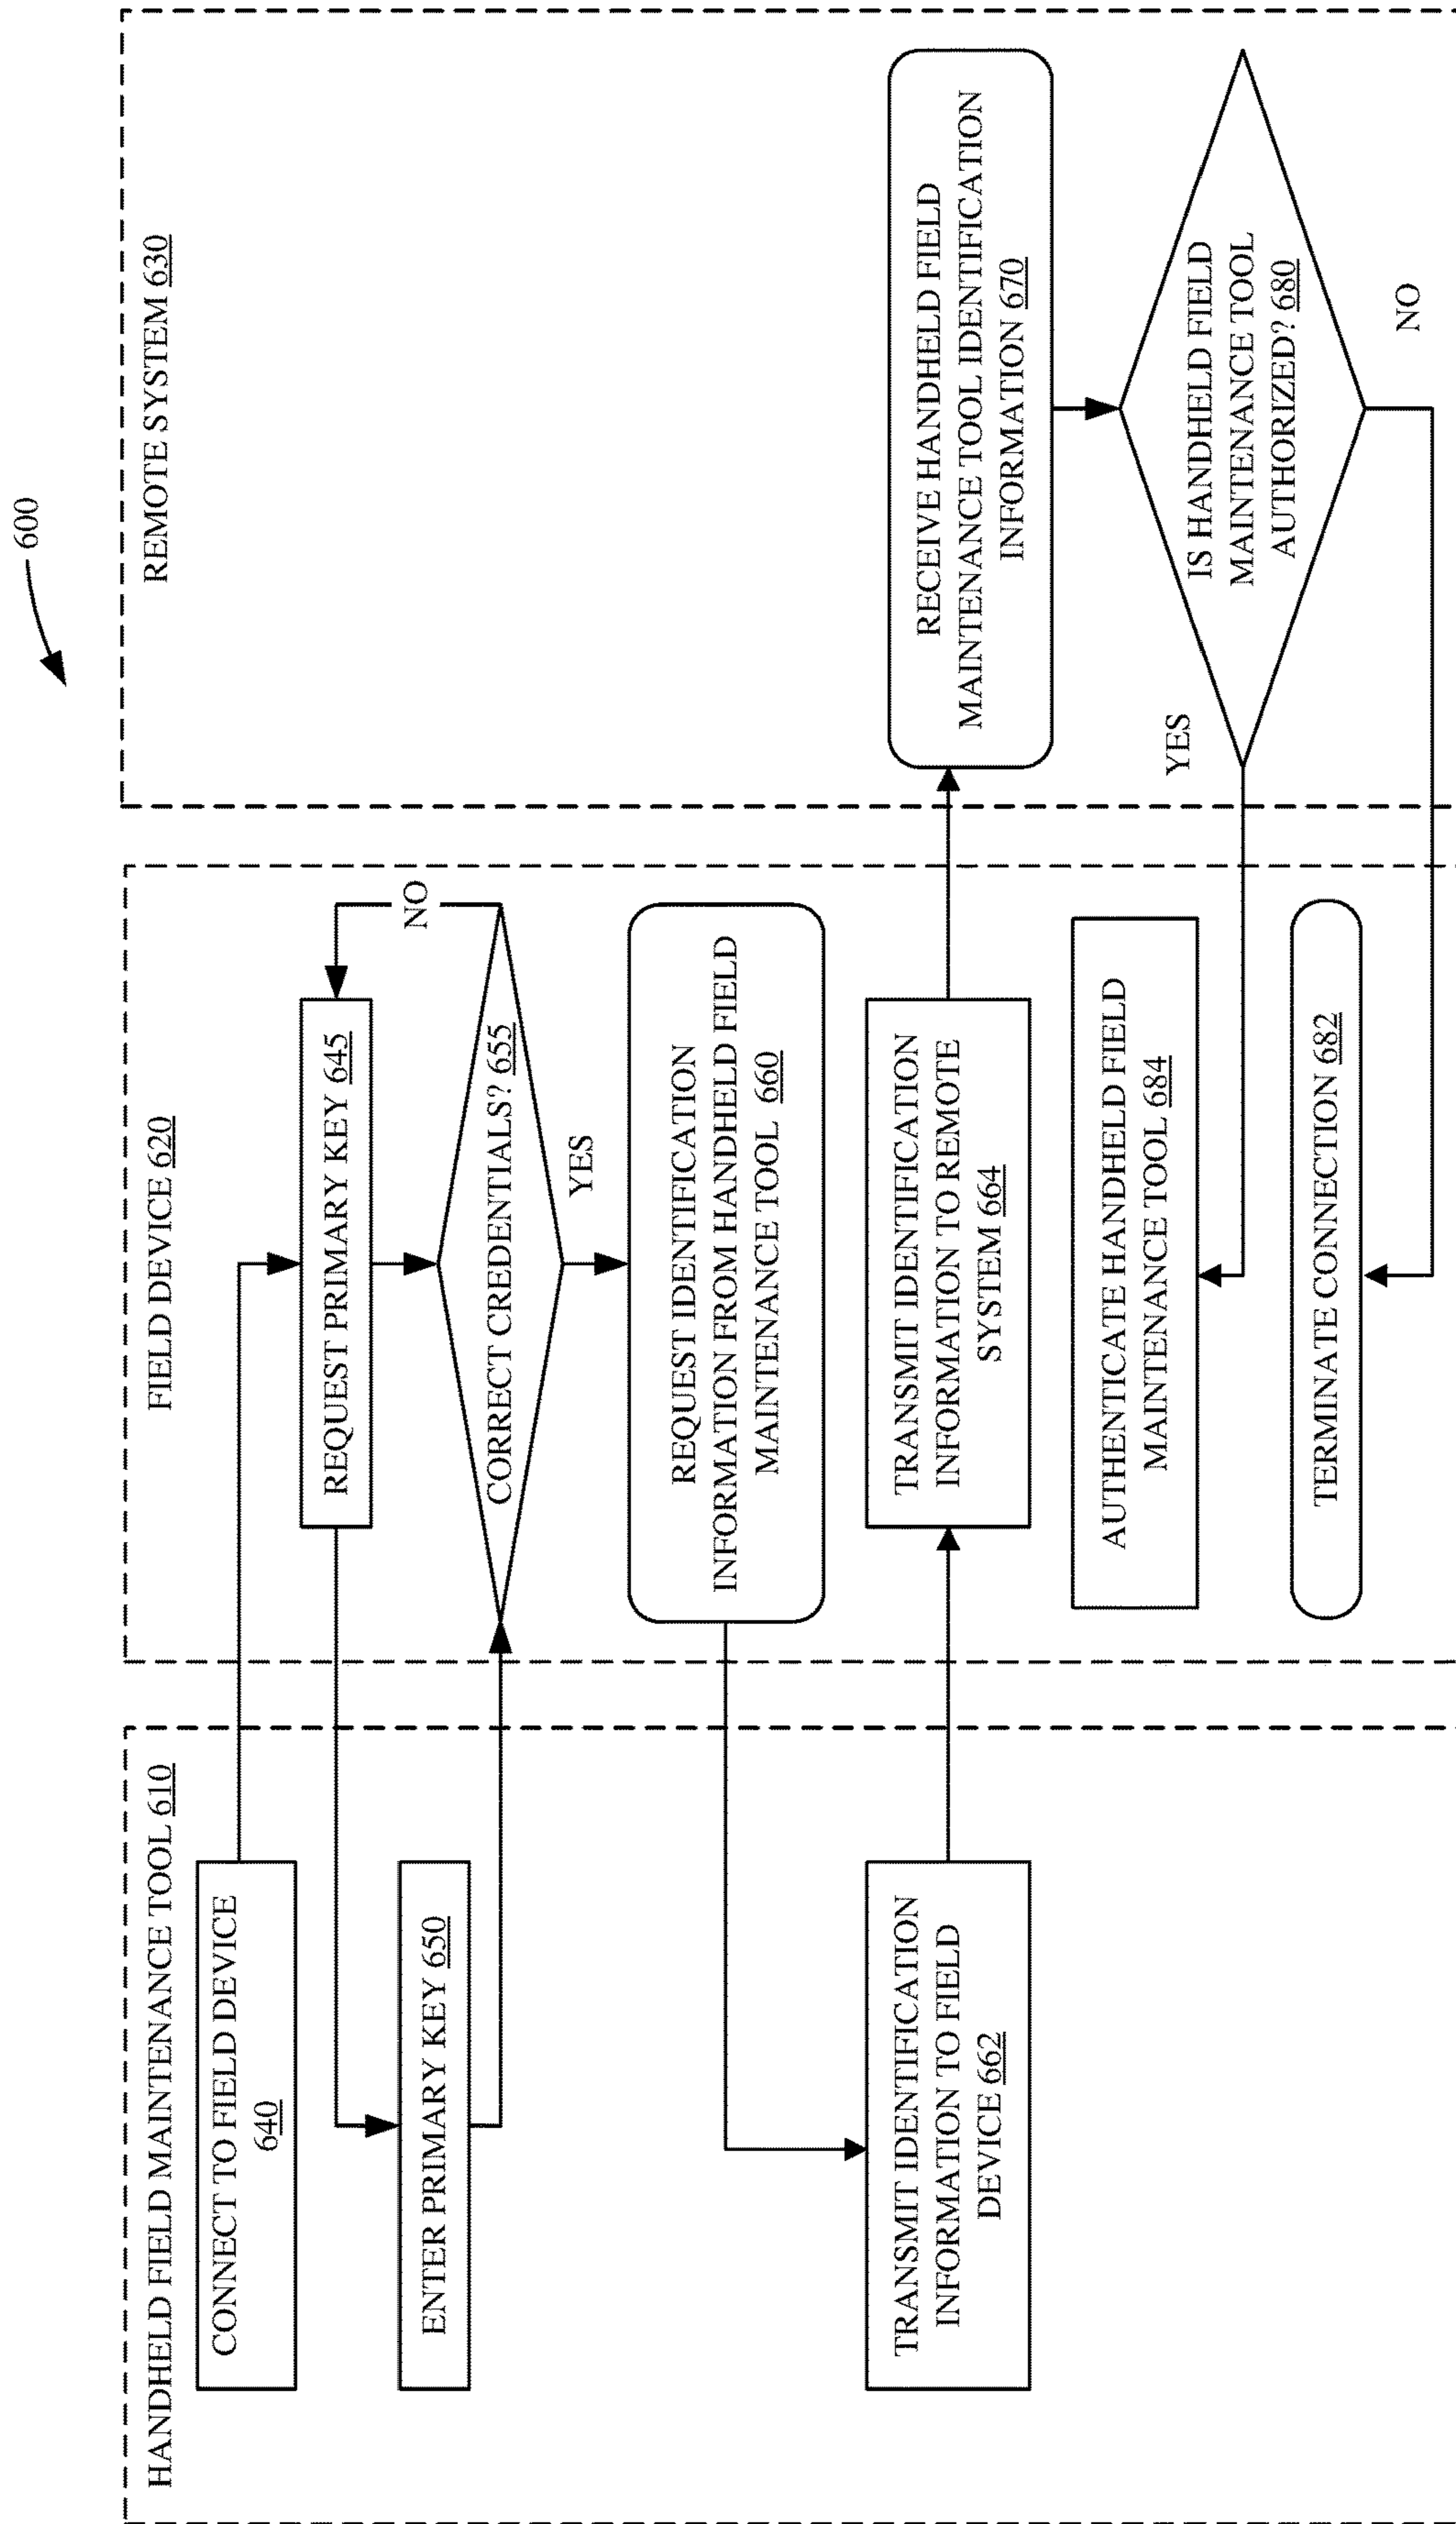 600
HANDHELD FIELD MAINTENANCE TOOL 610
CONNECT TO FIELD DEVICE
640
ENTER PRIMARY KEY 650
TRANSMIT IDENTIFICATION
INFORMATION TO FIELD
DEVICE 662
FIELD DEVICE 620
REQUEST PRIMARY KEY 645
NO
CORRECT CREDENTIALS? 655
YES
REQUEST IDENTIFICATION
INFORMATION FROM HANDHELD FIELD
MAINTENANCE TOOL 660
TRANSMIT IDENTIFICATION
INFORMATION TO REMOTE
SYSTEM 664
AUTHENTICATE HANDHELD FIELD
MAINTENANCE TOOL 684
TERMINATE CONNECTION 682
REMOTE SYSTEM 630
RECEIVE HANDHELD FIELD
MAINTENANCE TOOL IDENTIFICATION
INFORMATION 670
YES
IS HANDHELD FIELD
MAINTENANCE TOOL
AUTHORIZED? 680
NO